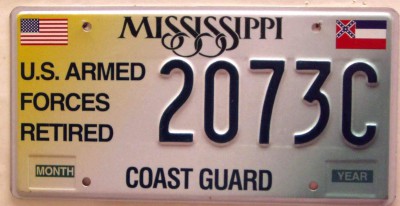 MISSISSIPPI
U.S. ARMED
FORCES
RETIRED
2073C
MONTH
COAST GUARD
YEAR